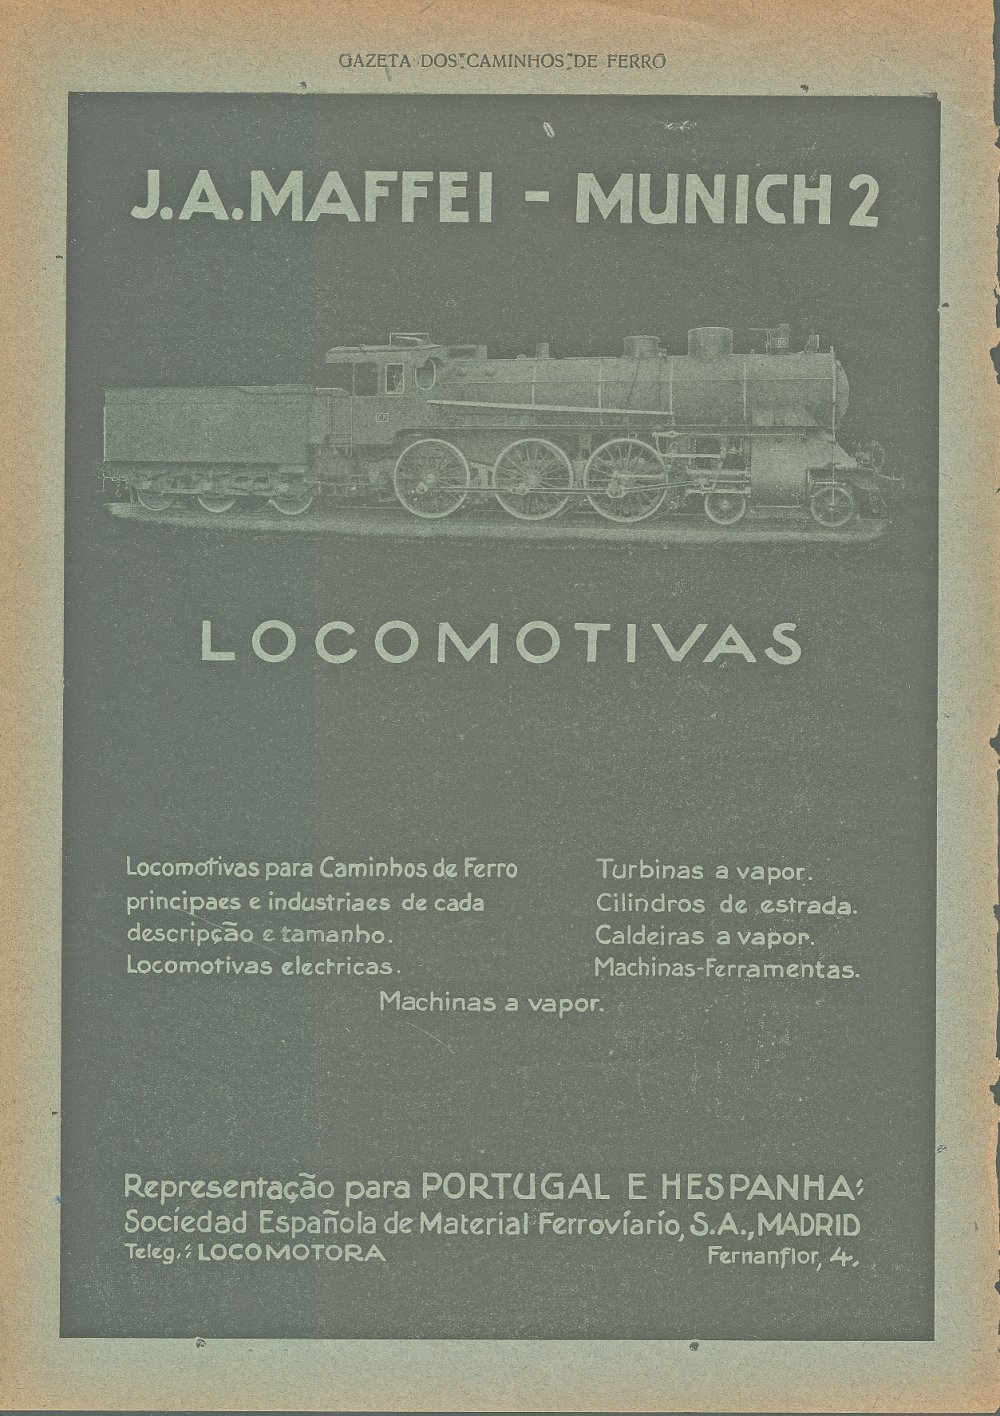 GAZETA DOS CAMINHOS DE FERRO
J.A. MAFFEI - MUNICH 2
LOCOMOTIVAS
Locomotivas para Caminhos de Ferro
principaes e industriaes de cada
descripção e tamanho.
Locomotivas electricas.
Turbinas a vapor.
Cilindros de estrada.
Caldeiras a vapor.
Machinas-Ferramentas.
Machinas a vapor.
Representação para PORTUGAL E HESPANHA:
Sociedad Española de Material Ferroviario, S.A., MADRID
Teleg.: LOCOMOTORA
Fernanflor, 4.